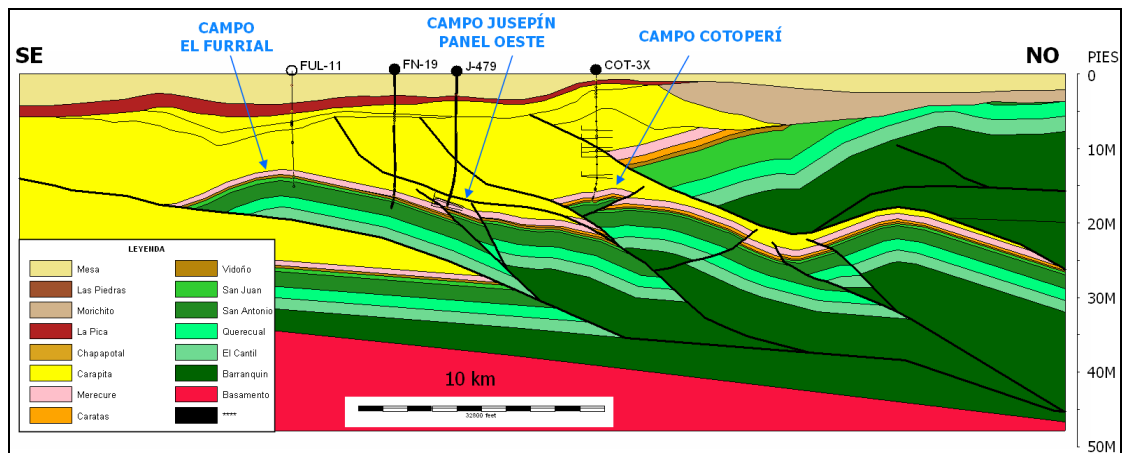 CAMPO
EL FURRIAL
CAMPO JUSEPÍN
PANEL OESTE
CAMPO COTOPERÍ
SE
NO
PIES
FUL-11
FN-19
J-479
COT-3X
0
10M
20M
30M
40M
50M
LEYENDA
Mesa
Las Piedras
Morichito
La Pica
Chapapotal
Carapita
Merecure
Caratas
Vidoño
San Juan
San Antonio
Querecual
El Cantil
Barranquin
Basamento
****
10 km
32800 feet